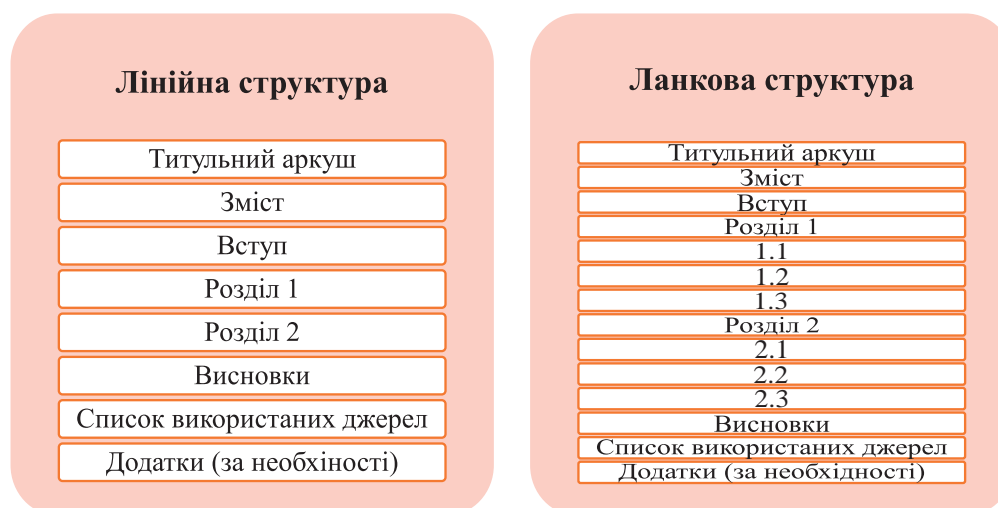 Лінійна структура
Титульний аркуш
Зміст
Вступ
Розділ 1
Розділ 2
Висновки
Список використаних джерел
Додатки (за необхіності)
Ланкова структура
Титульний аркуш
Зміст
Вступ
Розділ 1
1.1
1.2
1.3
Розділ 2
2.1
2.2
2.3
Висновки
Список використаних джерел
Додатки (за необхідності)